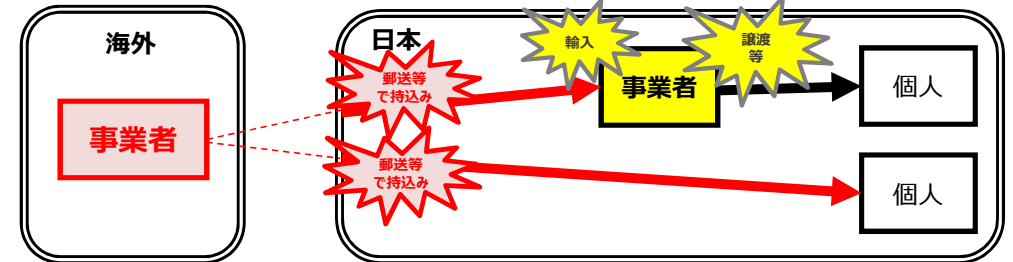 海外
事業者
日本
郵送等
で持込み
輸入
事業者
譲渡
等
個人
郵送等
で持込み
個人